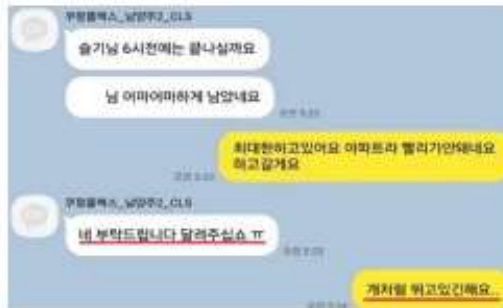 쿠팡플렉스_남양주2_CLS
슬기님 6시전에는 끝나실까요
님 어마어마하게 남았네요
오전 5:23
최대한하고있어요 아파트라 빨리기안돼네요
하고갈게요
쿠팡플렉스_남양주2_CLS
네 부탁드립니다 달려주십쇼 ㅠ
개처럼 뛰고있긴해요